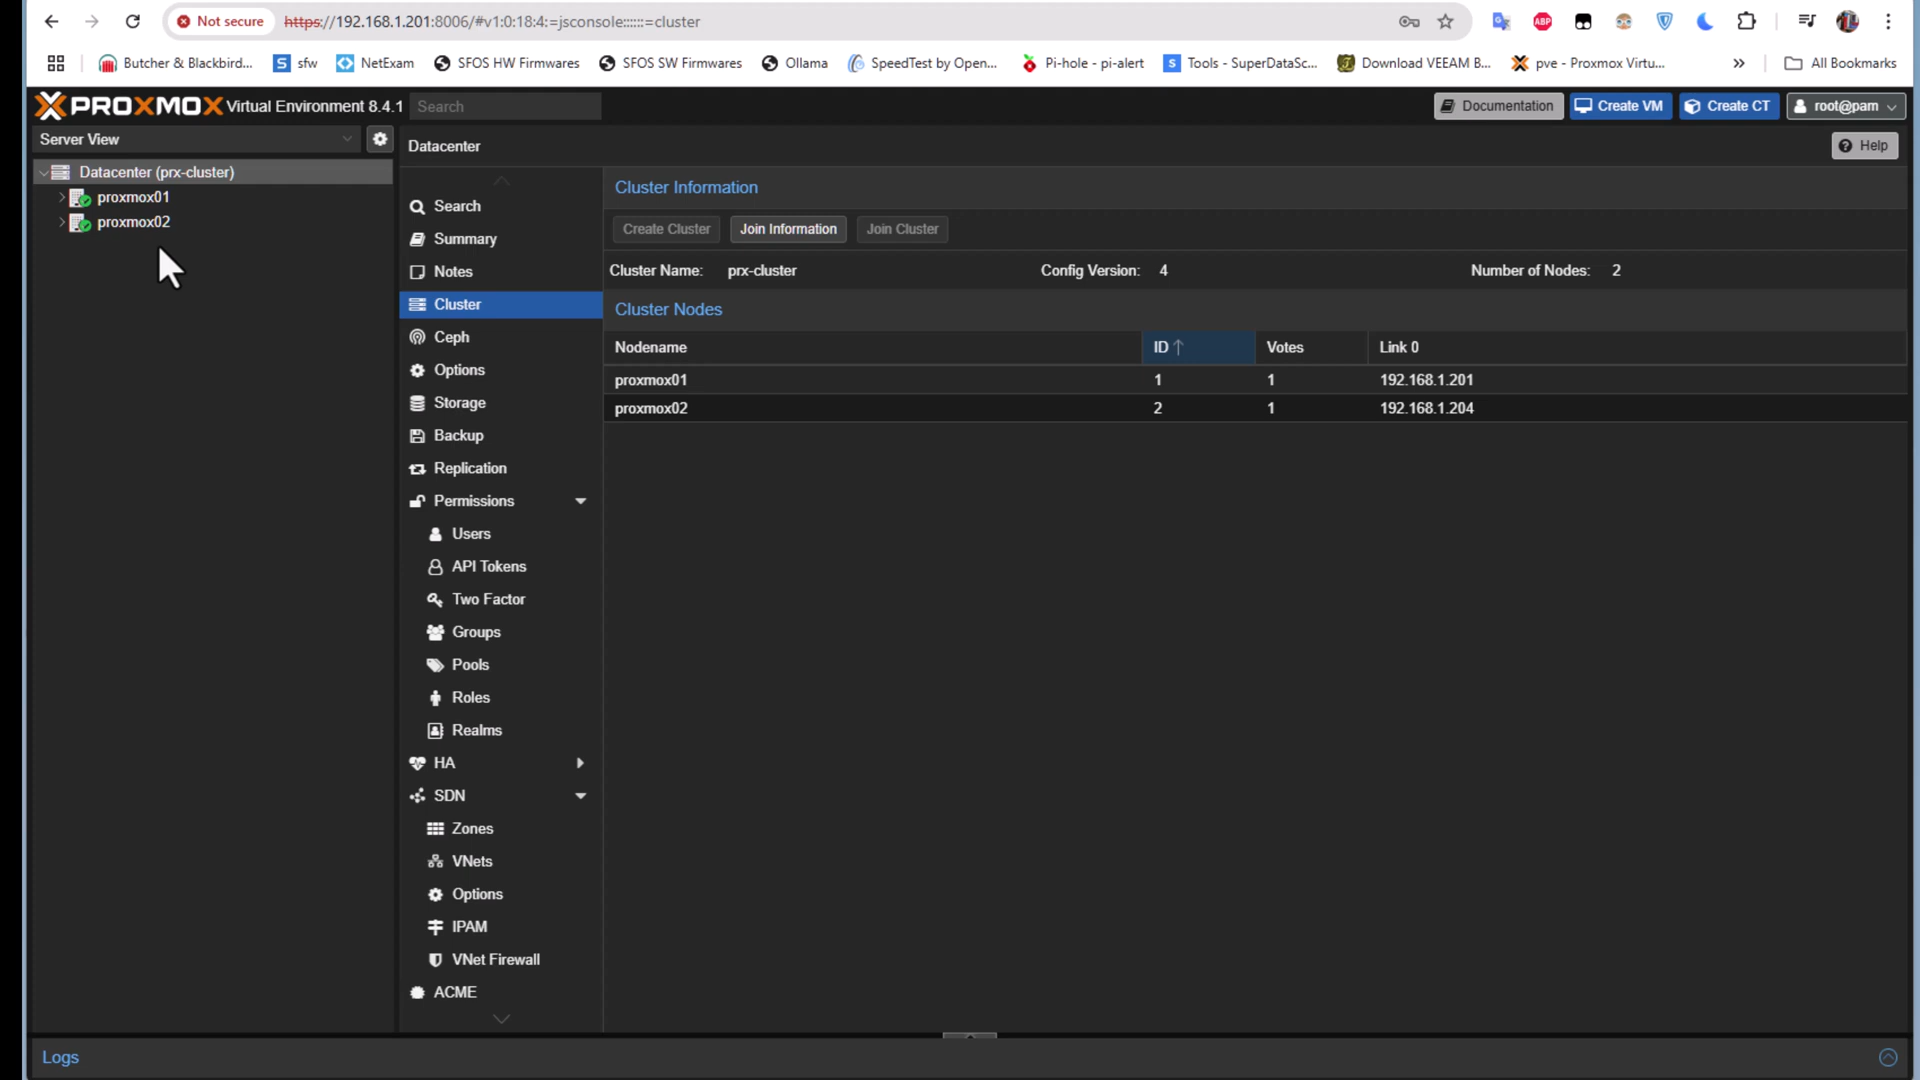 Not secure https://192.168.1.201:8006/#v1:0:18:4:=jsconsole::::::=cluster
ABP
Butcher & Blackbird... sfw NetExam SFOS HW Firmwares SFOS SW Firmwares Ollama SpeedTest by Open... Pi-hole - pi-alert Tools - SuperDataSc... Download VEEAM B... pve - Proxmox Virtu... » All Bookmarks
PROXMOX Virtual Environment 8.4.1 Search Documentation Create VM Create CT root@pam
Server View
Datacenter Help
Datacenter (prx-cluster)
proxmox01
proxmox02
Search
Summary
Notes
Cluster
Ceph
Options
Storage
Backup
Replication
Permissions
Users
API Tokens
Two Factor
Groups
Pools
Roles
Realms
HA
SDN
Zones
VNets
Options
IPAM
VNet Firewall
ACME
Cluster Information
Create Cluster Join Information Join Cluster
Cluster Name: prx-cluster Config Version: 4 Number of Nodes: 2
Cluster Nodes
Nodename ID ↑ Votes Link 0
proxmox01 1 1 192.168.1.201
proxmox02 2 1 192.168.1.204
Logs